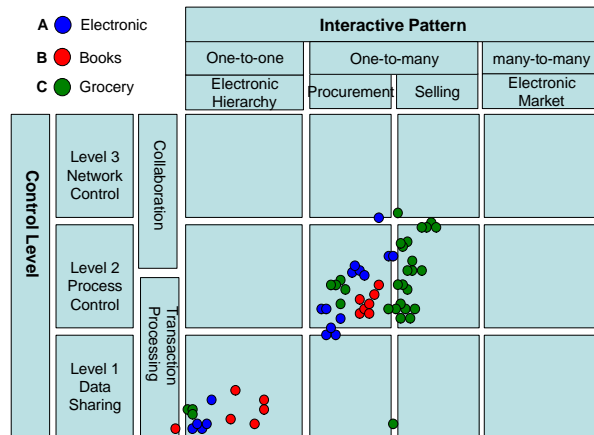 A Electronic
B Books
C Grocery
Interactive Pattern
One-to-one
One-to-many
many-to-many
Electronic
Hierarchy
Procurement
Selling
Electronic
Market
Control Level
Level 3
Network
Control
Level 2
Process
Control
Level 1
Data
Sharing
Collaboration
Transaction
Processing